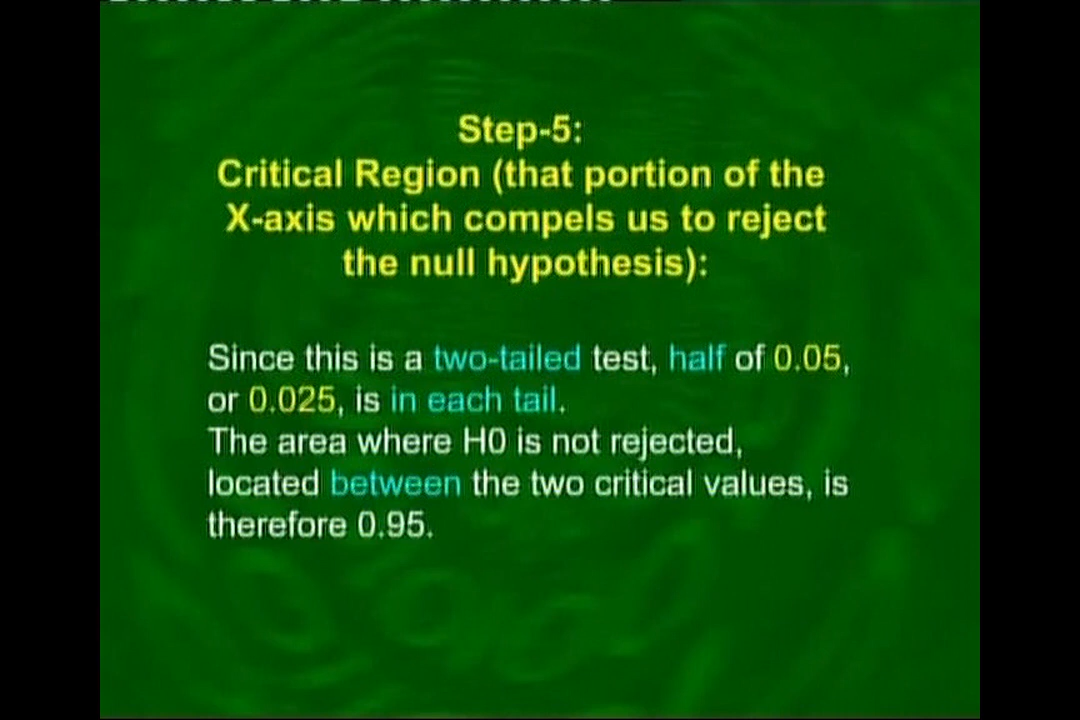 Step-5:
Critical Region (that portion of the
X-axis which compels us to reject
the null hypothesis):
Since this is a two-tailed test, half of 0.05,
or 0.025, is in each tail.
The area where H0 is not rejected,
located between the two critical values, is
therefore 0.95.